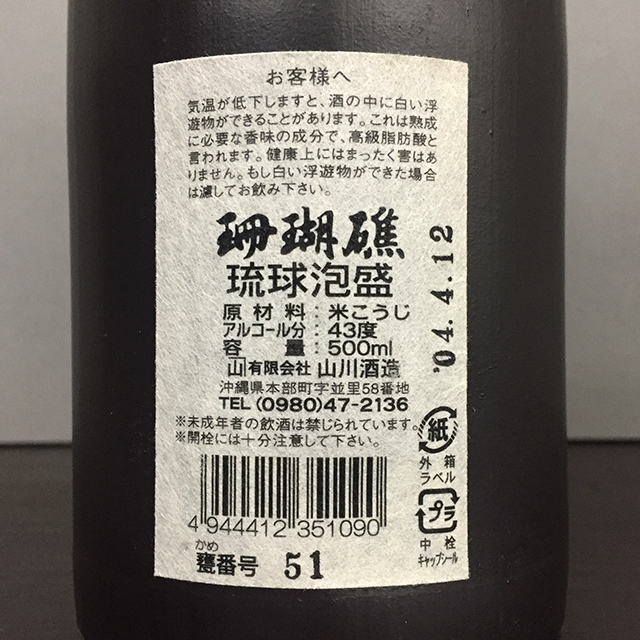 お客様へ
気温が低下しますと、酒の中に白い浮
遊物ができることがあります。これは熟成
に必要な香味の成分で、高級脂肪酸と
言われます。健康上にはまったく害はあ
りません。もし白い浮遊物ができた場合
は濾してお飲み下さい。
珊瑚礁
琉球泡盛
原材料：米こうじ
アルコール分：43度
容量：500ml
山有限会社 山川酒造
沖縄県本部町字並里58番地
TEL (0980)47-2136
※未成年者の飲酒は禁じられています。
※開栓には十分注意して下さい。
4 944412 351090
かめ
甕番号 51
'04.4.12
紙
外箱
ラベル
プラ
中栓
キャップシール